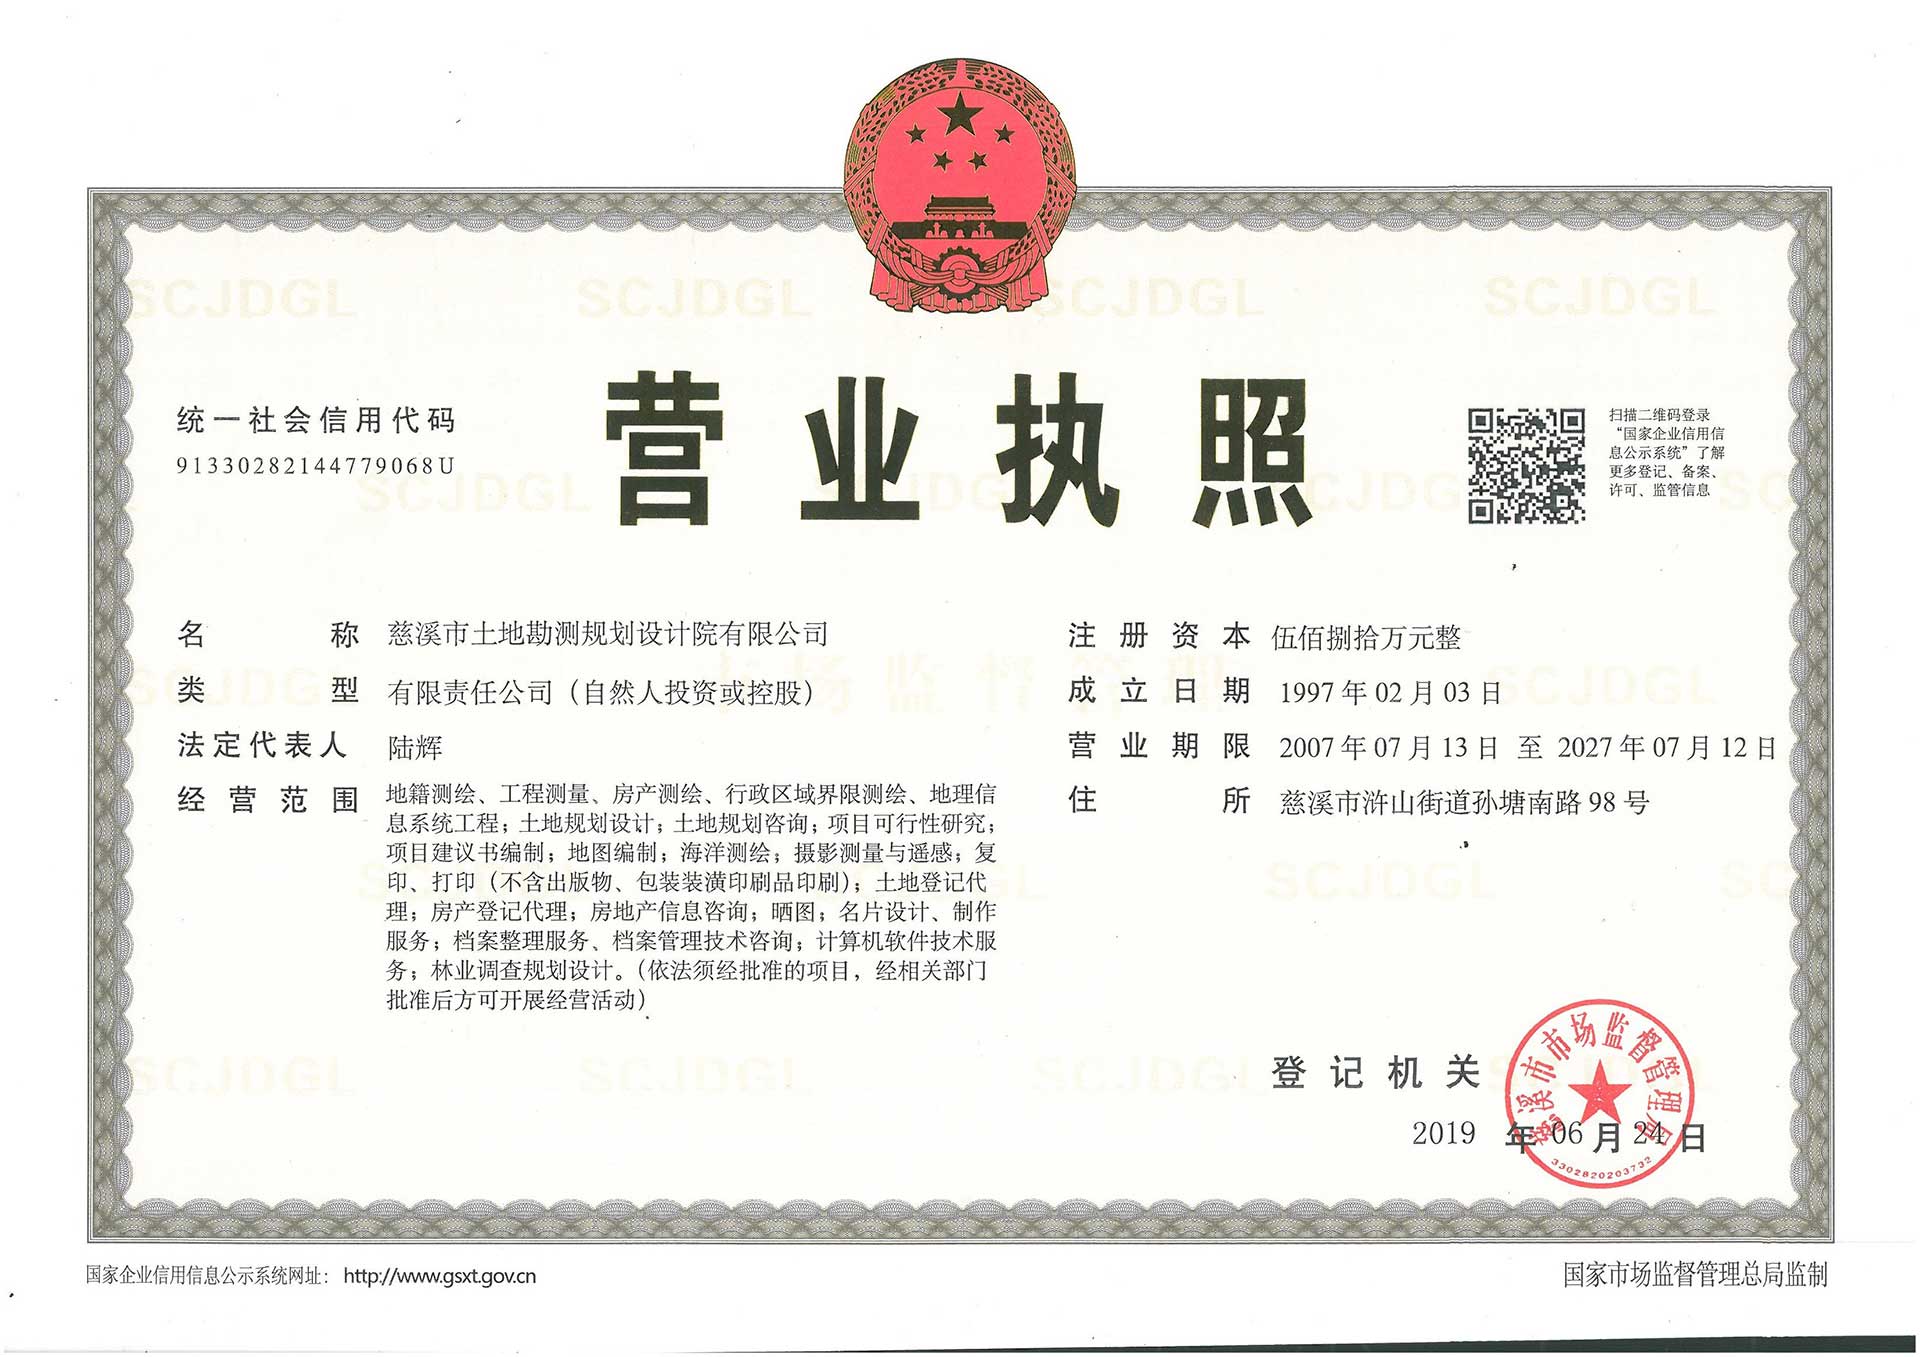 营业执照
统一社会信用代码
91330282144779068U
扫描二维码登录
“国家企业信用信
息公示系统”了解
更多登记、备案、
许可、监管信息
名称 慈溪市土地勘测规划设计院有限公司
类型 有限责任公司（自然人投资或控股）
法定代表人 陆辉
经营范围 地籍测绘、工程测量、房产测绘、行政区域界限测绘、地理信
息系统工程；土地规划设计；土地规划咨询；项目可行性研究；
项目建议书编制；地图编制；海洋测绘；摄影测量与遥感；复
印、打印（不含出版物、包装装潢印刷品印刷）；土地登记代
理；房产登记代理；房地产信息咨询；晒图；名片设计、制作
服务；档案整理服务、档案管理技术咨询；计算机软件技术服
务；林业调查规划设计。（依法须经批准的项目，经相关部门
批准后方可开展经营活动）
注册资本 伍佰捌拾万元整
成立日期 1997年02月03日
营业期限 2007年07月13日 至 2027年07月12日
住所 慈溪市浒山街道孙塘南路98号
登记机关
慈溪市市场监督管理局
3302820203732
2019 年 06 月 24 日
国家企业信用信息公示系统网址： http://www.gsxt.gov.cn
国家市场监督管理总局监制
SCJDGL
市场监督管理